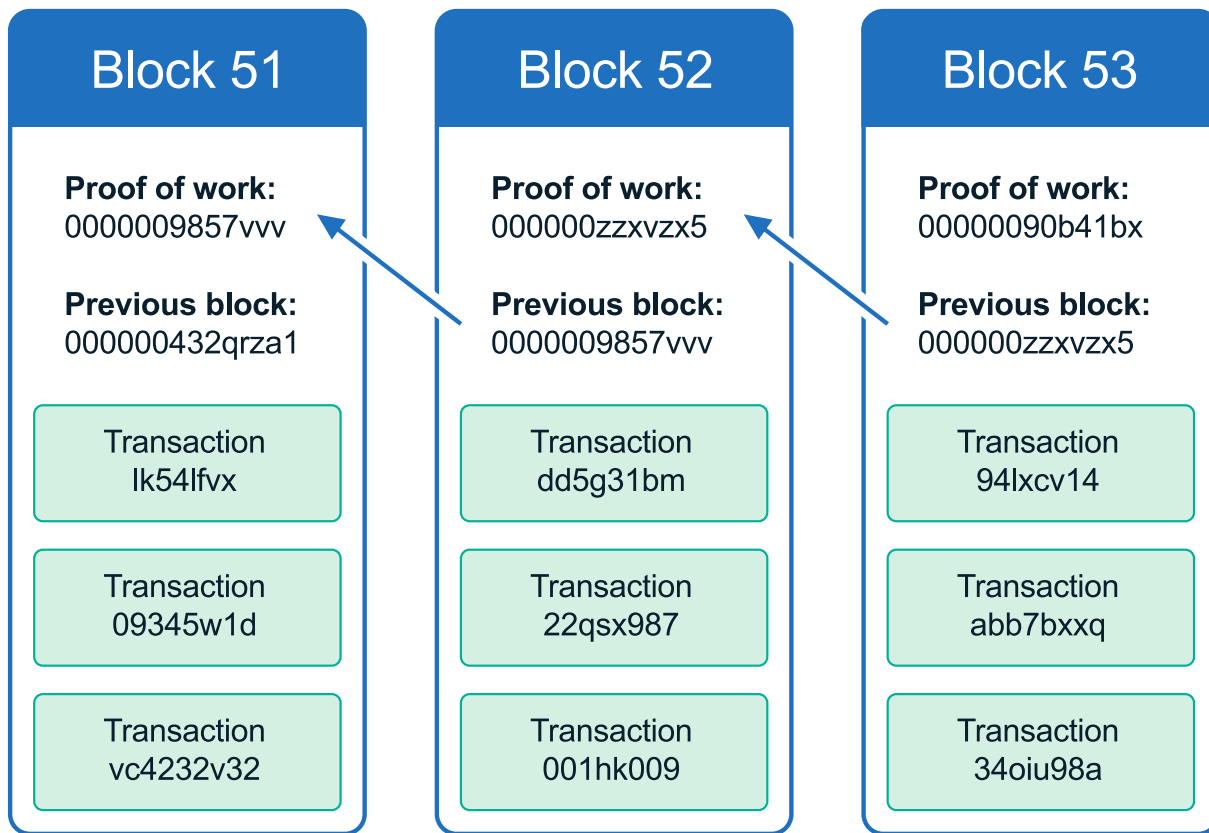 Block 51
Proof of work:
0000009857vvv
Previous block:
000000432qrza1
Transaction
lk54lfvx
Transaction
09345w1d
Transaction
vc4232v32
Block 52
Proof of work:
000000zzxvzx5
Previous block:
0000009857vvv
Transaction
dd5g31bm
Transaction
22qsx987
Transaction
001hk009
Block 53
Proof of work:
00000090b41bx
Previous block:
000000zzxvzx5
Transaction
94lxcv14
Transaction
abb7bxxq
Transaction
34oiu98a